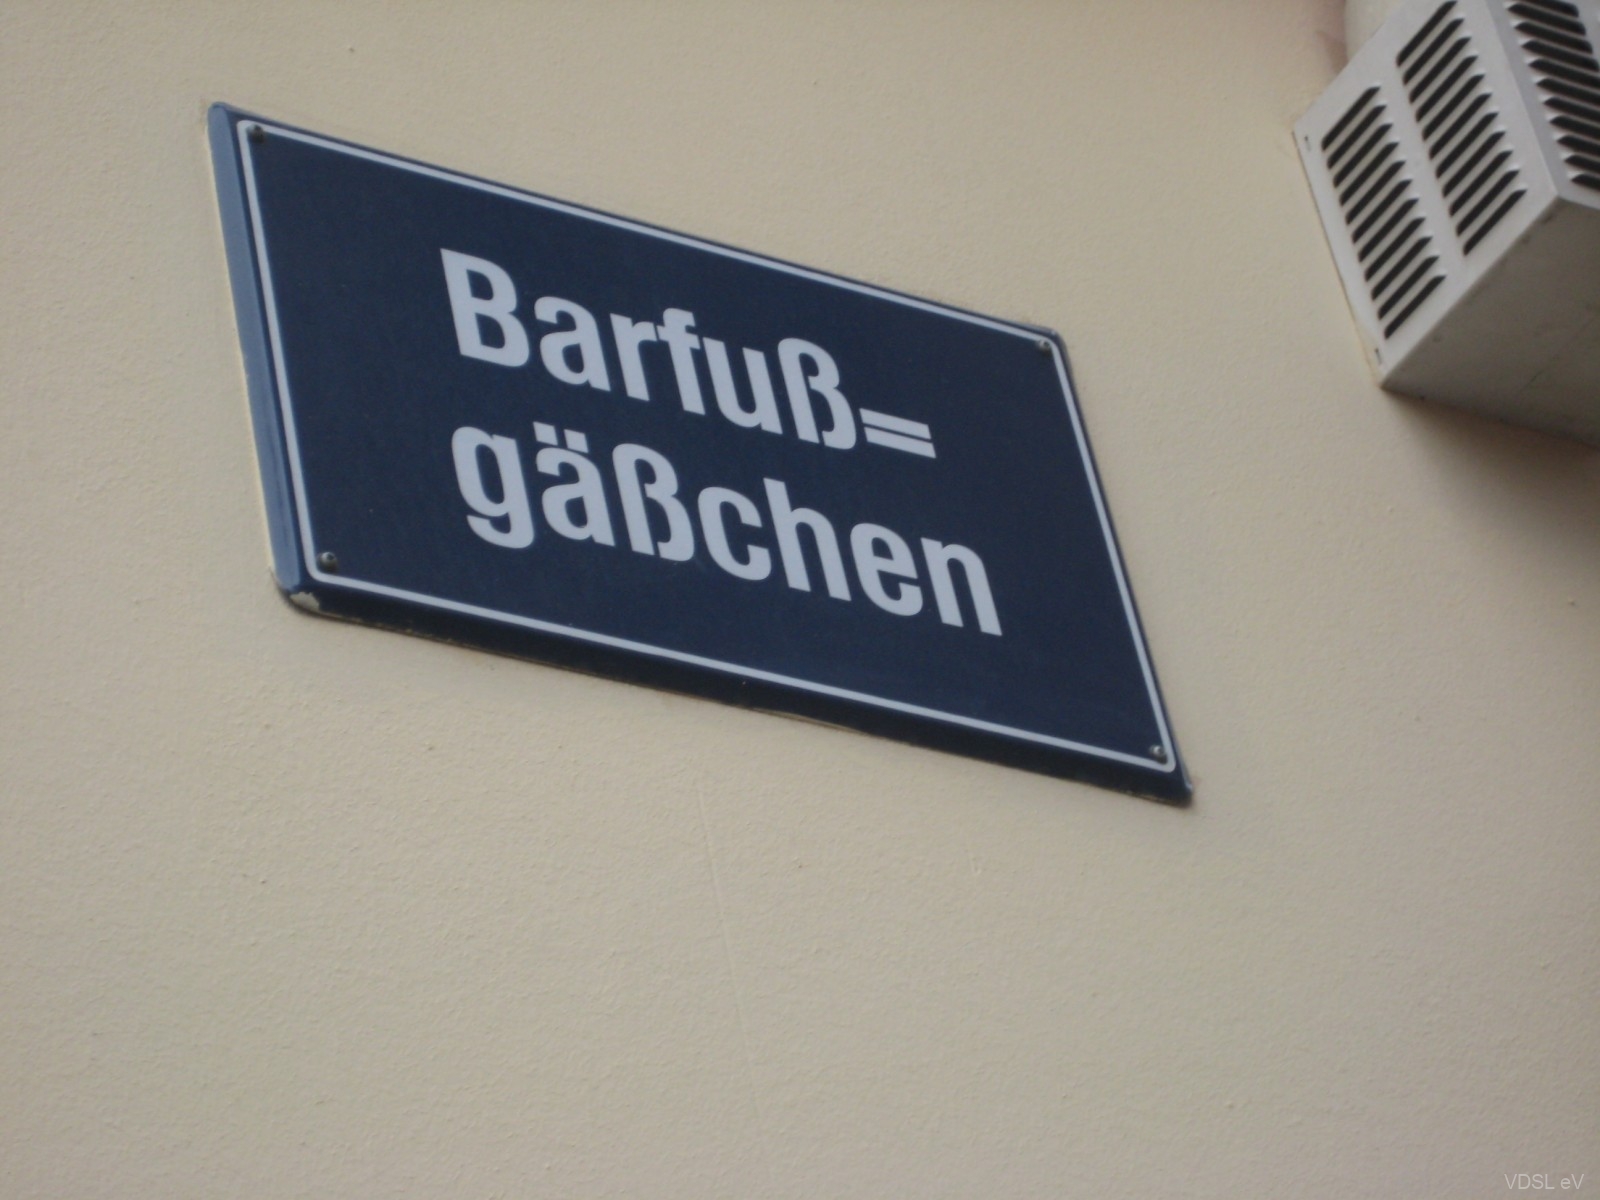 Barfuß=
gäßchen
VDSL eV